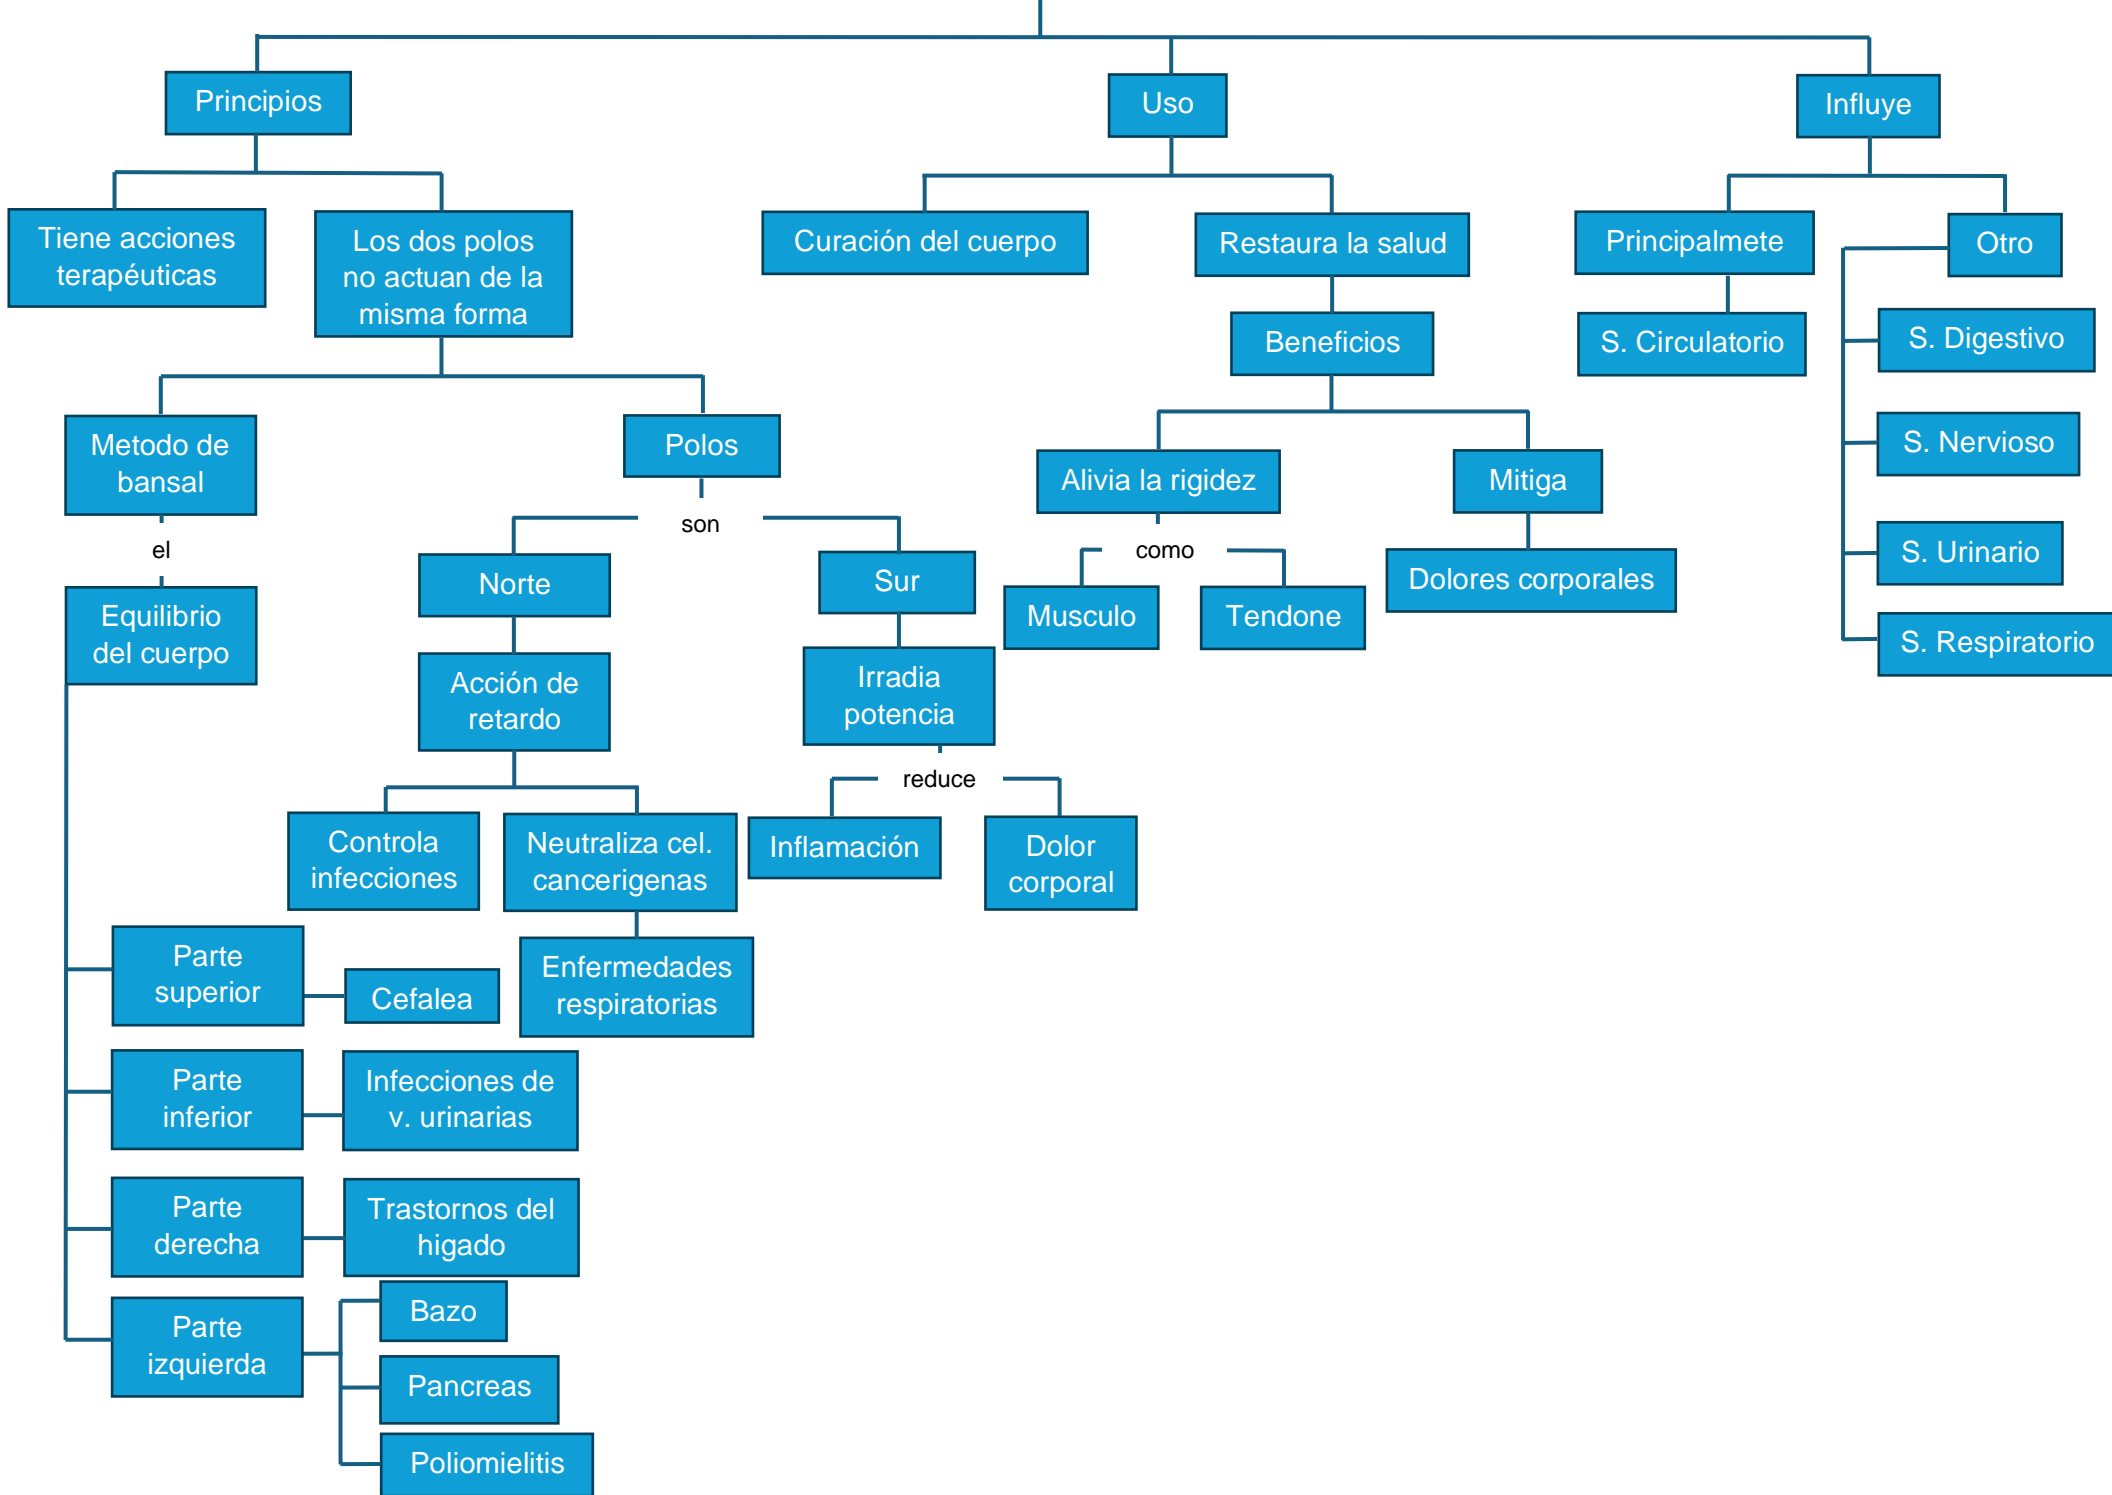 Principios
Uso
Influye
Tiene acciones
terapéuticas
Los dos polos
no actuan de la
misma forma
Curación del cuerpo
Restaura la salud
Principalmete
Otro
Beneficios
S. Circulatorio
S. Digestivo
Metodo de
bansal
Polos
Alivia la rigidez
Mitiga
S. Nervioso
el
son
como
Equilibrio
del cuerpo
Norte
Sur
Musculo
Tendone
Dolores corporales
S. Urinario
S. Respiratorio
Acción de
retardo
Irradia
potencia
reduce
Controla
infecciones
Neutraliza cel.
cancerigenas
Inflamación
Dolor
corporal
Parte
superior
Cefalea
Enfermedades
respiratorias
Parte
inferior
Infecciones de
v. urinarias
Parte
derecha
Trastornos del
higado
Parte
izquierda
Bazo
Pancreas
Poliomielitis